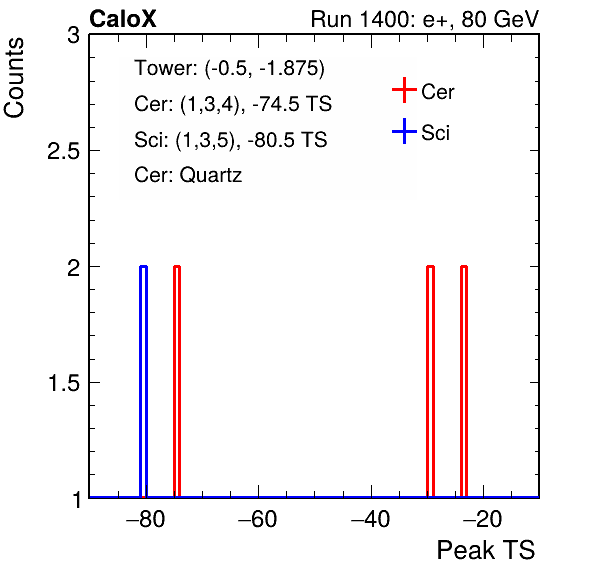 CaloX Run 1400: e+, 80 GeV
Counts
3
2.5
2
1.5
1
Tower: (-0.5, -1.875)
Cer: (1,3,4), -74.5 TS
Sci: (1,3,5), -80.5 TS
Cer: Quartz
Cer
Sci
−80 −60 −40 −20
Peak TS